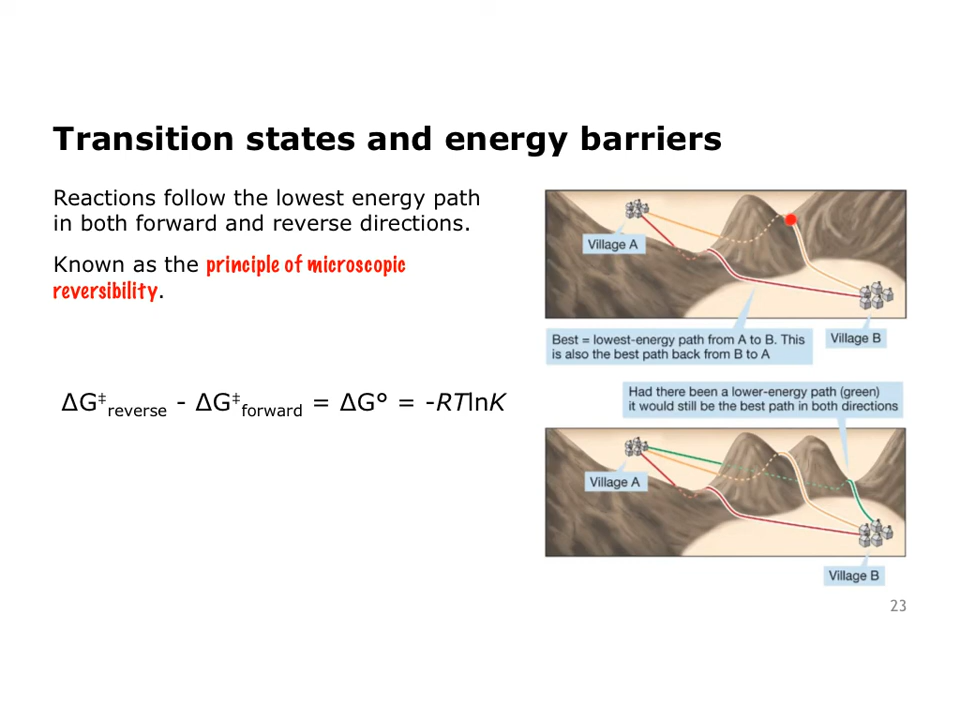 Transition states and energy barriers
Reactions follow the lowest energy path
in both forward and reverse directions.
Known as the principle of microscopic
reversibility.
ΔG‡reverse - ΔG‡forward = ΔG° = -RTlnK
Village A
Best = lowest-energy path from A to B. This
is also the best path back from B to A
Village B
Had there been a lower-energy path (green)
it would still be the best path in both directions
Village A
Village B
23